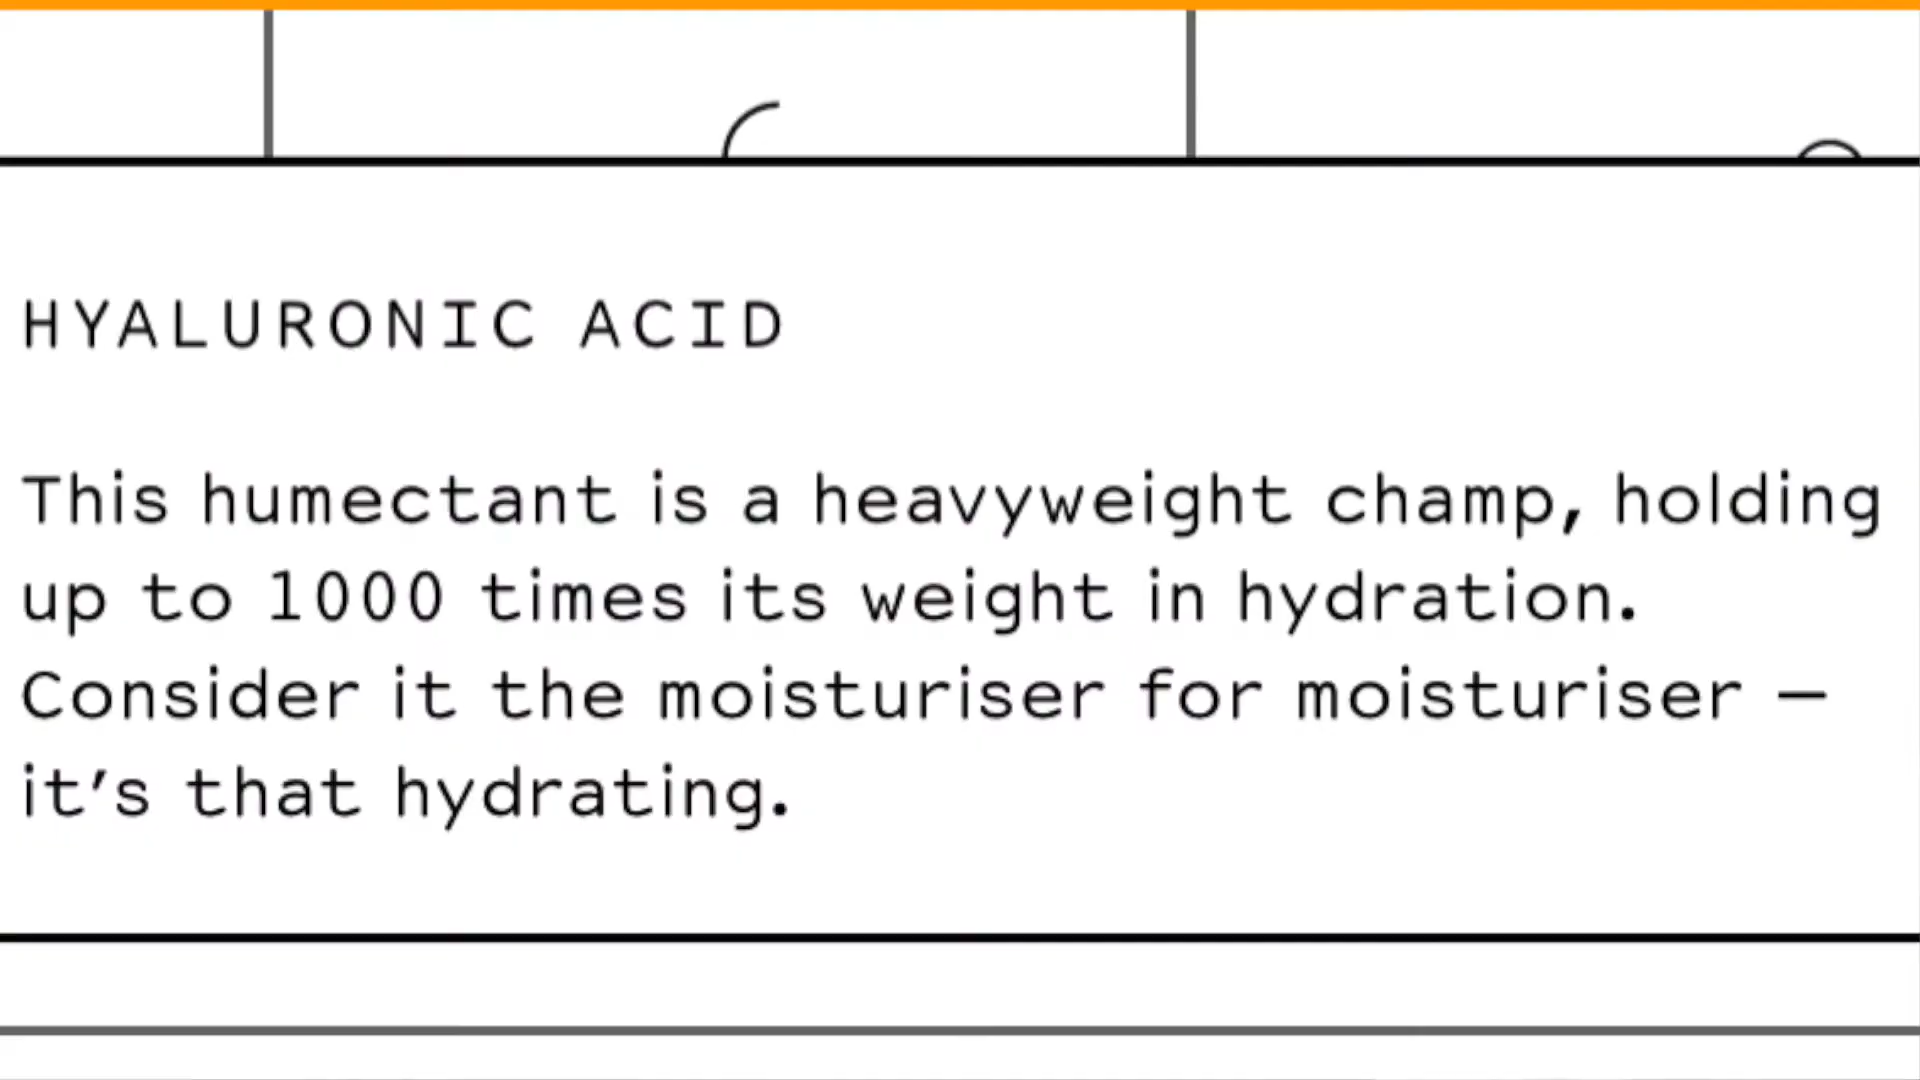 HYALURONIC ACID
This humectant is a heavyweight champ, holding
up to 1000 times its weight in hydration.
Consider it the moisturiser for moisturiser —
it’s that hydrating.